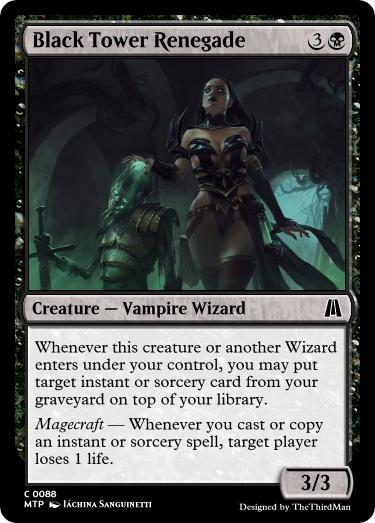 Black Tower Renegade 3
Creature — Vampire Wizard
Whenever this creature or another Wizard
enters under your control, you may put
target instant or sorcery card from your
graveyard on top of your library.
Magecraft — Whenever you cast or copy
an instant or sorcery spell, target player
loses 1 life.
3/3
C 0088
MTP IÁCHINA SANGUINETTI
Designed by TheThirdMan